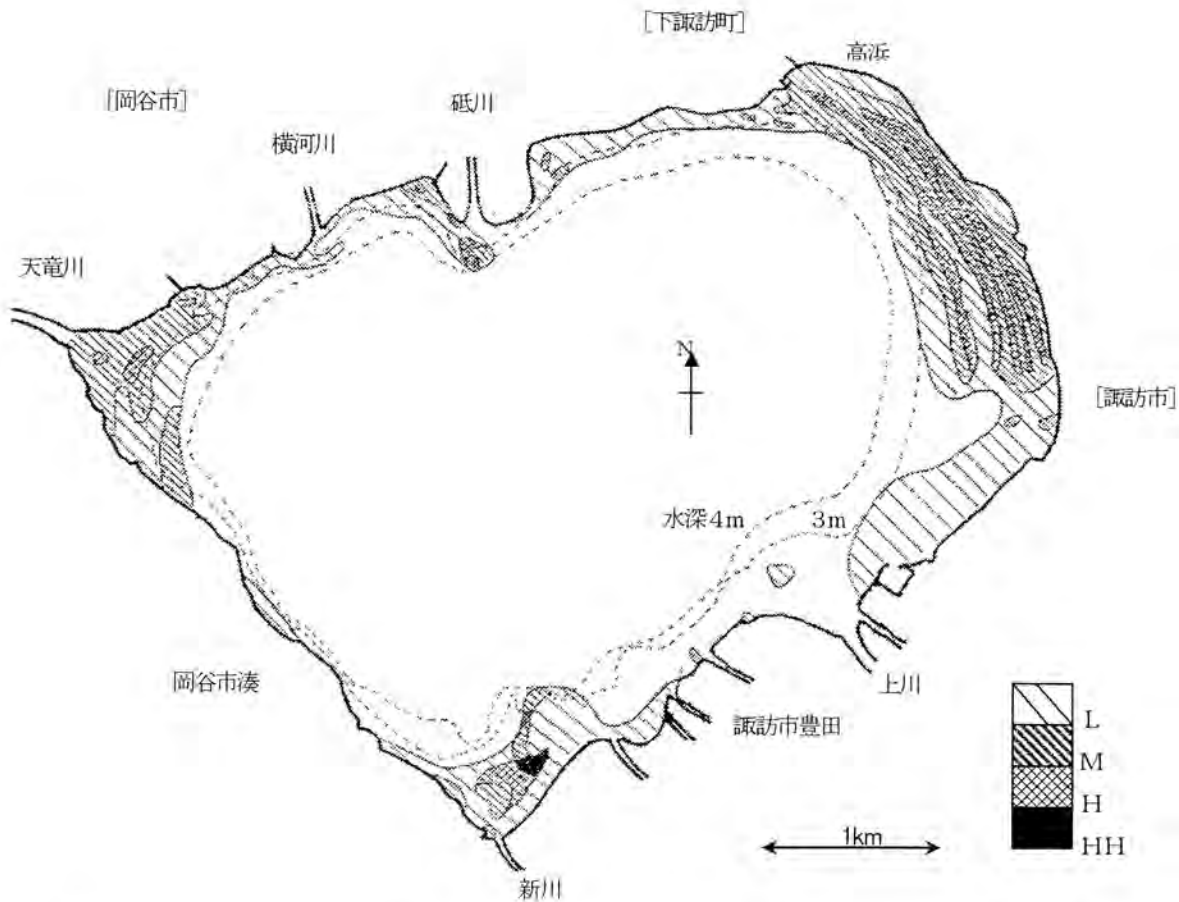 [下諏訪町]
高浜
[岡谷市]
砥川
横河川
天竜川
N
[諏訪市]
水深4m
3m
岡谷市湊
上川
諏訪市豊田
新川
L
M
H
HH
1km